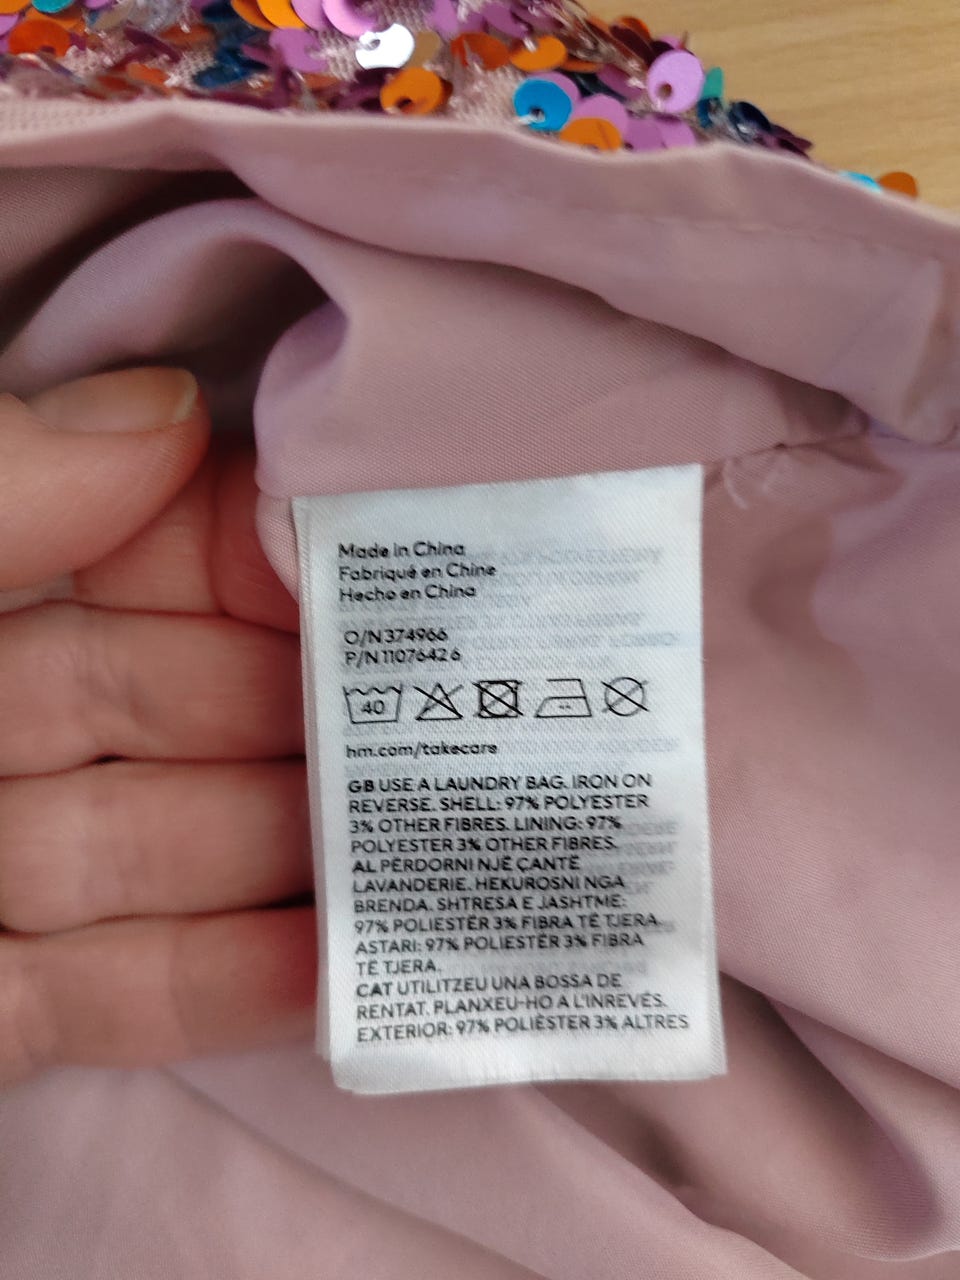 Made in China
Fabriqué en Chine
Hecho en China
O/N 374966
P/N 11076426
40
hm.com/takecare
GB USE A LAUNDRY BAG. IRON ON
REVERSE. SHELL: 97% POLYESTER
3% OTHER FIBRES. LINING: 97%
POLYESTER 3% OTHER FIBRES.
AL PËRDORNI NJË ÇANTË
LAVANDERIE. HEKUROSNI NGA
BRENDA. SHTRESA E JASHTME:
97% POLIESTËR 3% FIBRA TË TJERA.
ASTARI: 97% POLIESTËR 3% FIBRA
TË TJERA.
CAT UTILITZEU UNA BOSSA DE
RENTAT. PLANXEU-HO A L'INREVÉS.
EXTERIOR: 97% POLIÈSTER 3% ALTRES